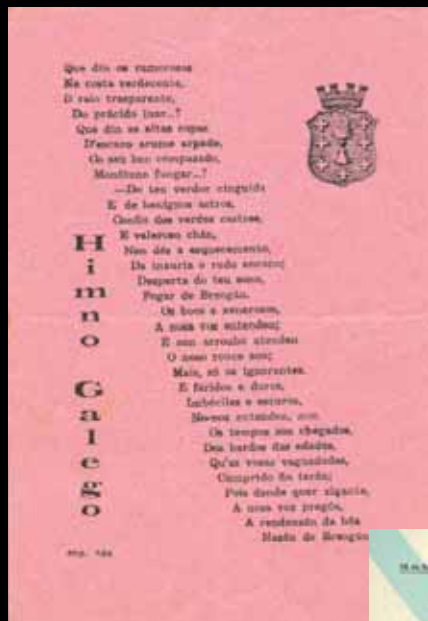 Que din os rumorosos
Na costa verdecente,
O raio trasparente,
Do prácido luar..?
Que din as altas copas
D'escuro arume arpado,
Co seu ben compasado,
Monótono fungar..?
—Do teu verdor cinguido
E de benignos astros,
Confin dos verdes castros,
E valeroso chán,
Non dés a esquecemento,
Da inxuria o rudo encono;
Desperta do teu sono,
Fogar de Breogán.
Os bos e xenerosos,
A nosa voz entenden;
E con arroubo atenden
O noso ronco son;
Mais, só os ignorantes,
E féridos e duros,
Imbéciles e escuros,
Non-nos entenden, non.
Os tempos son chegados,
Dos bardos das edades,
Qu'as vosas vaguedades,
Cumprido fin terán;
Pois donde quer xigante,
A nosa voz pregóa,
A redenzón da bóa
Nazón de Breogán
Himno Galego